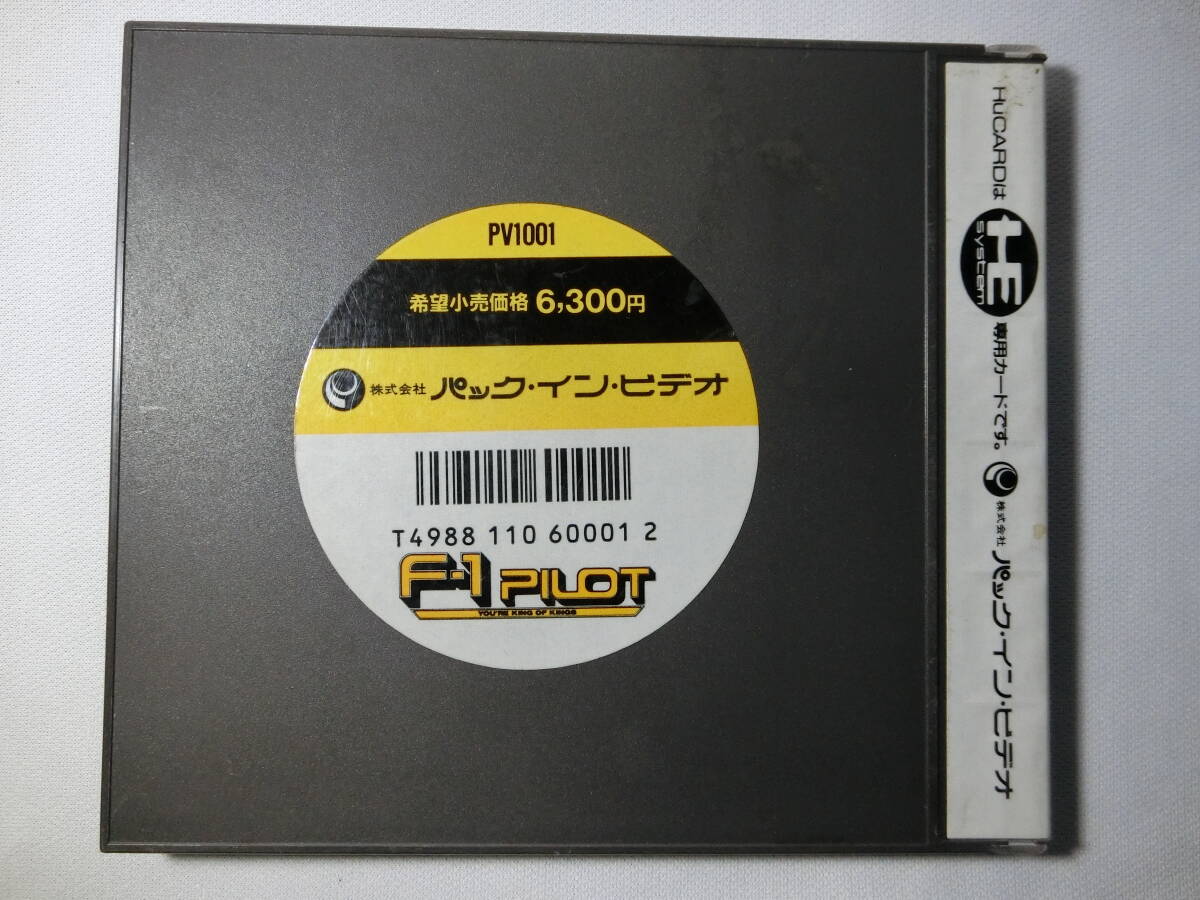 PV1001
希望小売価格 6,300円
株式会社 パック・イン・ビデオ
T4988 110 60001 2
F-1 PILOT
YOU'RE KING OF KINGS
HuCARDは HE system 専用カードです。 株式会社 パック・イン・ビデオ